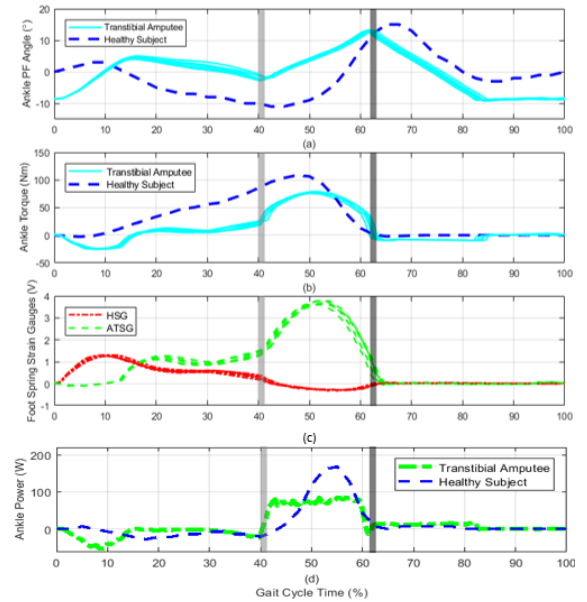 Ankle PF Angle (°)
10
0
-10
Transtibial Amputee
Healthy Subject
0 10 20 30 40 50 60 70 80 90 100
(a)
Ankle Torque (Nm)
150
100
50
0
-50
Transtibial Amputee
Healthy Subject
0 10 20 30 40 50 60 70 80 90 100
(b)
Foot Spring Strain Gauges (V)
4
3
2
1
0
-1
HSG
ATSG
0 10 20 30 40 50 60 70 80 90 100
(c)
Ankle Power (W)
200
100
0
Transtibial Amputee
Healthy Subject
0 10 20 30 40 50 60 70 80 90 100
(d)
Gait Cycle Time (%)